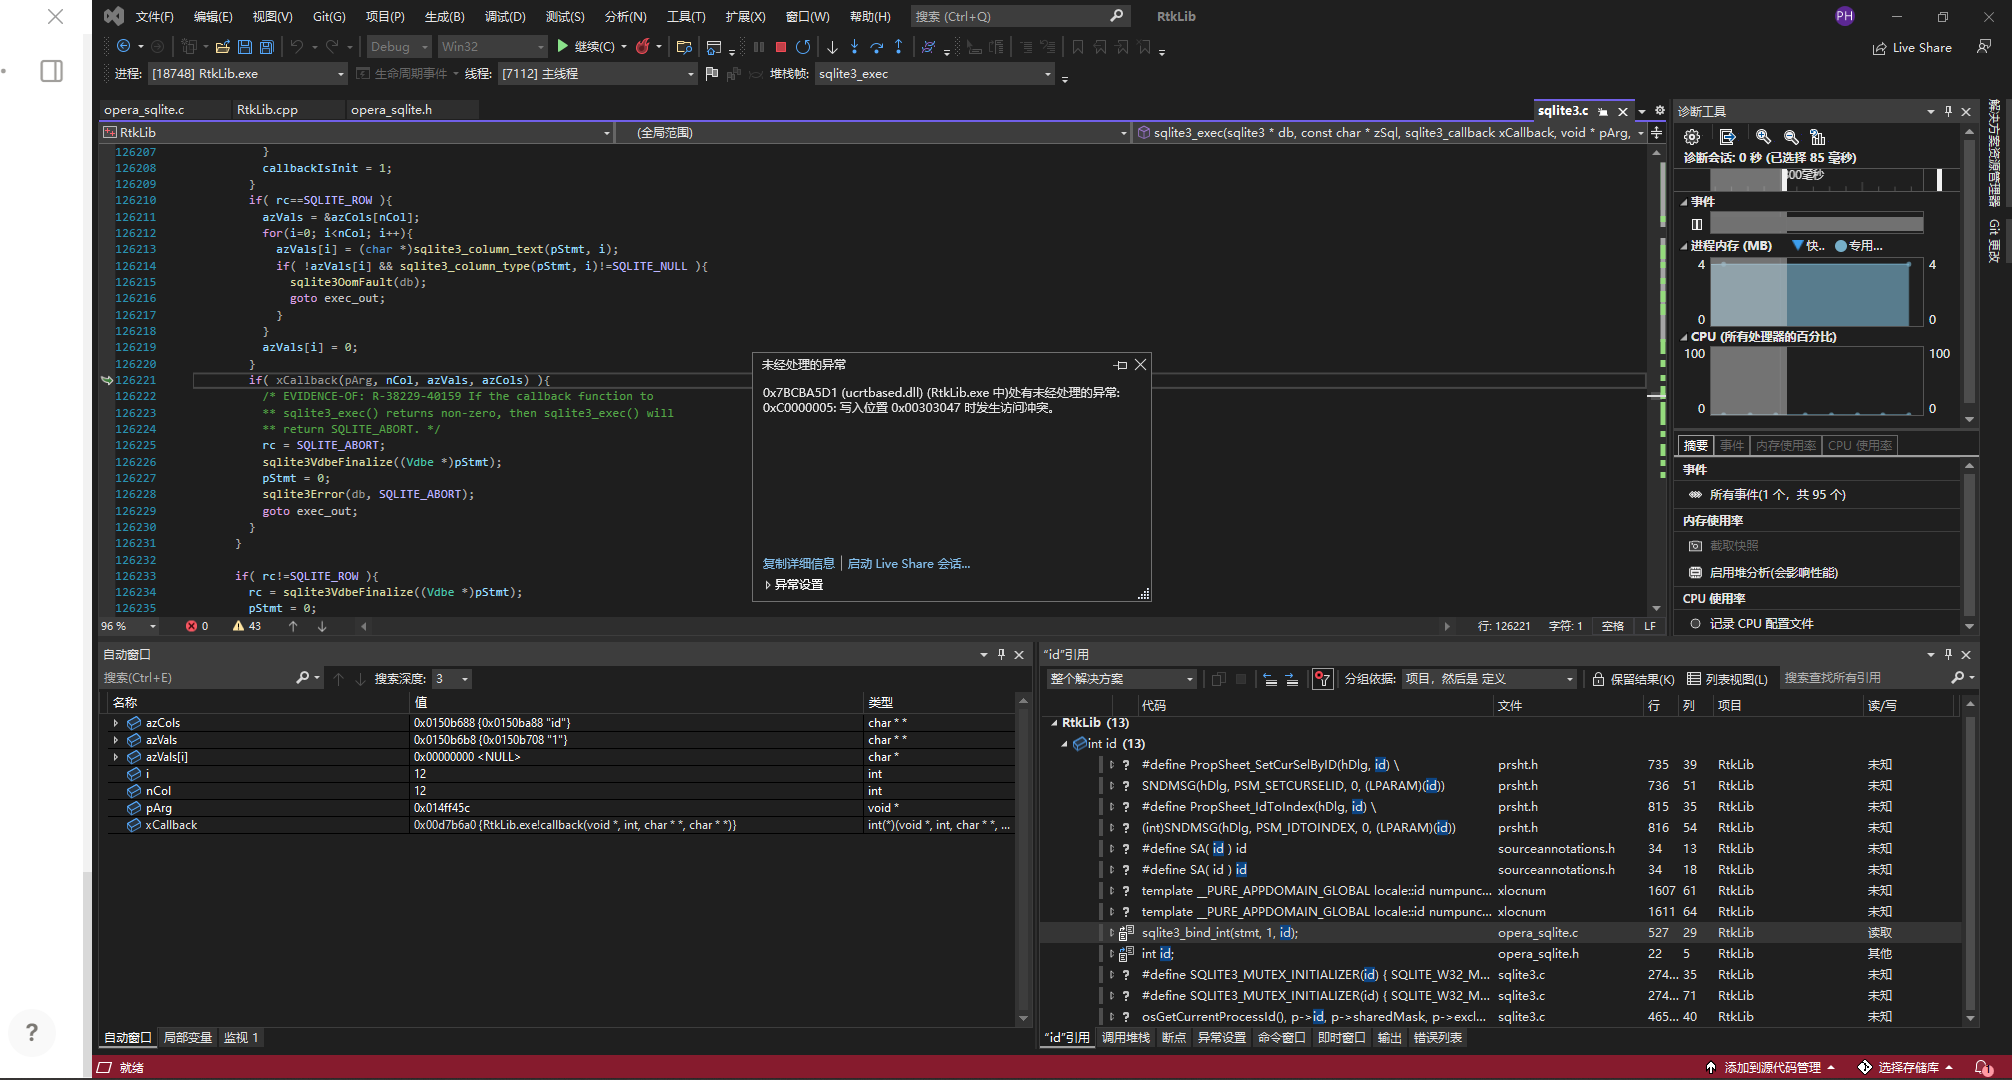 文件(F) 编辑(E) 视图(V) Git(G) 项目(P) 生成(B) 调试(D) 测试(S) 分析(N) 工具(T) 扩展(X) 窗口(W) 帮助(H) 搜索 (Ctrl+Q) RtkLib PH
Debug Win32 继续(C) Live Share
进程: [18748] RtkLib.exe 生命周期事件 线程: [7112] 主线程 堆栈帧: sqlite3_exec
opera_sqlite.c RtkLib.cpp opera_sqlite.h sqlite3.c
RtkLib (全局范围) sqlite3_exec(sqlite3 * db, const char * zSql, sqlite3_callback xCallback, void * pArg,
126207 }
126208 callbackIsInit = 1;
126209 }
126210 if( rc==SQLITE_ROW ){
126211 azVals = &azCols[nCol];
126212 for(i=0; i<nCol; i++){
126213 azVals[i] = (char *)sqlite3_column_text(pStmt, i);
126214 if( !azVals[i] && sqlite3_column_type(pStmt, i)!=SQLITE_NULL ){
126215 sqlite3OomFault(db);
126216 goto exec_out;
126217 }
126218 }
126219 azVals[i] = 0;
126220 }
126221 if( xCallback(pArg, nCol, azVals, azCols) ){
126222 /* EVIDENCE-OF: R-38229-40159 If the callback function to
126223 ** sqlite3_exec() returns non-zero, then sqlite3_exec() will
126224 ** return SQLITE_ABORT. */
126225 rc = SQLITE_ABORT;
126226 sqlite3VdbeFinalize((Vdbe *)pStmt);
126227 pStmt = 0;
126228 sqlite3Error(db, SQLITE_ABORT);
126229 goto exec_out;
126230 }
126231 }
126232
126233 if( rc!=SQLITE_ROW ){
126234 rc = sqlite3VdbeFinalize((Vdbe *)pStmt);
126235 pStmt = 0;
未经处理的异常
0x7BCBA5D1 (ucrtbased.dll) (RtkLib.exe 中)处有未经处理的异常:
0xC0000005: 写入位置 0x00303047 时发生访问冲突。
复制详细信息 | 启动 Live Share 会话...
异常设置
96 % 0 43 行: 126221 字符: 1 空格 LF
诊断工具
诊断会话: 0 秒 (已选择 85 毫秒)
事件
进程内存 (MB) 快.. 专用...
4 4
0 0
CPU (所有处理器的百分比)
100 100
0 0
摘要 事件 内存使用率 CPU 使用率
事件
所有事件(1 个，共 95 个)
内存使用率
截取快照
启用堆分析(会影响性能)
CPU 使用率
记录 CPU 配置文件
解决方案资源管理器
Git 更改
自动窗口
搜索(Ctrl+E) 搜索深度: 3
名称 值 类型
azCols 0x0150b688 {0x0150ba88 "id"} char * *
azVals 0x0150b6b8 {0x0150b708 "1"} char * *
azVals[i] 0x00000000 <NULL> char *
i 12 int
nCol 12 int
pArg 0x014ff45c void *
xCallback 0x00d7b6a0 {RtkLib.exe!callback(void *, int, char * *, char * *)} int(*)(void *, int, char * *, ...
自动窗口 局部变量 监视 1
"id"引用
整个解决方案 分组依据: 项目，然后是 定义 保留结果(K) 列表视图(L) 搜索查找所有引用
代码 文件 行 列 项目 读/写
RtkLib (13)
int id (13)
#define PropSheet_SetCurSelByID(hDlg, id) \ prsht.h 735 39 RtkLib 未知
SNDMSG(hDlg, PSM_SETCURSELID, 0, (LPARAM)(id)) prsht.h 736 51 RtkLib 未知
#define PropSheet_IdToIndex(hDlg, id) \ prsht.h 815 35 RtkLib 未知
(int)SNDMSG(hDlg, PSM_IDTOINDEX, 0, (LPARAM)(id)) prsht.h 816 54 RtkLib 未知
#define SA( id ) id sourceannotations.h 34 13 RtkLib 未知
#define SA( id ) id sourceannotations.h 34 18 RtkLib 未知
template __PURE_APPDOMAIN_GLOBAL locale::id numpunc... xlocnum 1607 61 RtkLib 未知
template __PURE_APPDOMAIN_GLOBAL locale::id numpunc... xlocnum 1611 64 RtkLib 未知
sqlite3_bind_int(stmt, 1, id); opera_sqlite.c 527 29 RtkLib 读取
int id; opera_sqlite.h 22 5 RtkLib 其他
#define SQLITE3_MUTEX_INITIALIZER(id) { SQLITE_W32_M... sqlite3.c 274... 35 RtkLib 未知
#define SQLITE3_MUTEX_INITIALIZER(id) { SQLITE_W32_M... sqlite3.c 274... 71 RtkLib 未知
osGetCurrentProcessId(), p->id, p->sharedMask, p->excl... sqlite3.c 465... 40 RtkLib 未知
"id"引用 调用堆栈 断点 异常设置 命令窗口 即时窗口 输出 错误列表
就绪 添加到源代码管理 选择存储库 1
?